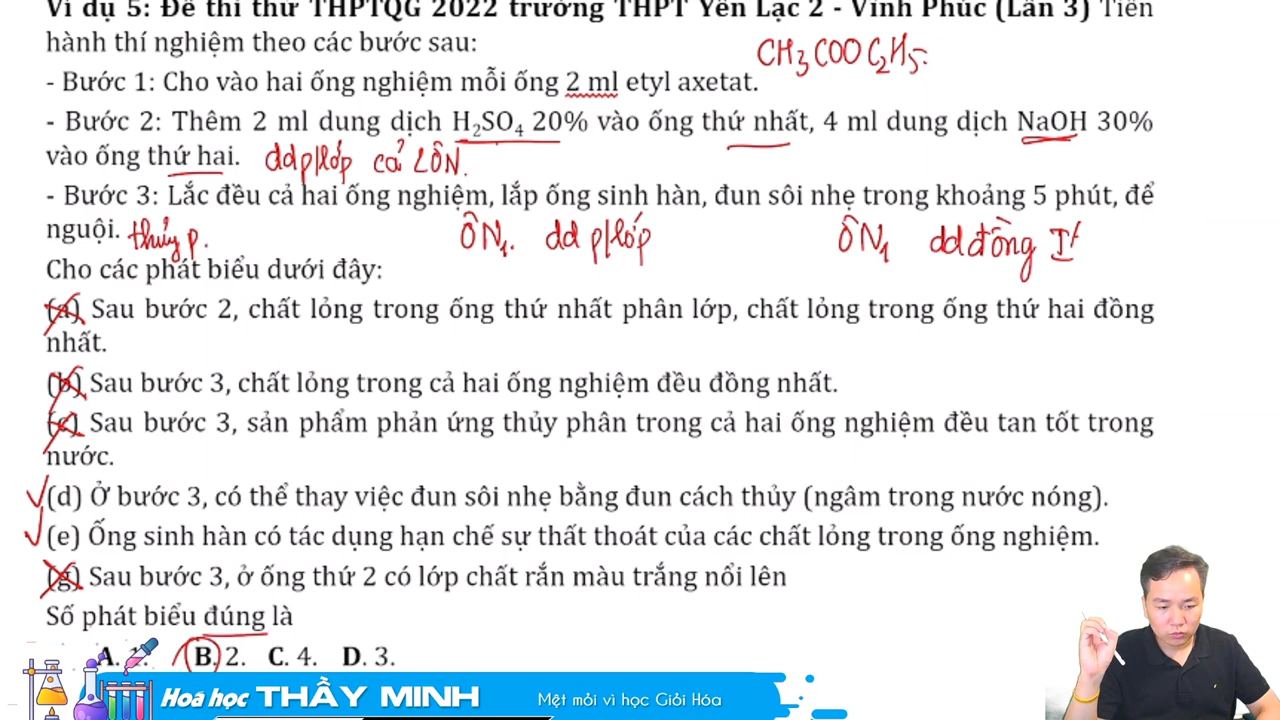 Ví dụ 5: Đề thi thử THPTQG 2022 trường THPT Yên Lạc 2 - Vĩnh Phúc (Lần 3) Tiến
hành thí nghiệm theo các bước sau:
CH3COOC2H5.
- Bước 1: Cho vào hai ống nghiệm mỗi ống 2 ml etyl axetat.
- Bước 2: Thêm 2 ml dung dịch H₂SO₄ 20% vào ống thứ nhất, 4 ml dung dịch NaOH 30%
vào ống thứ hai. dd p/lớp cả 2 ÔN.
- Bước 3: Lắc đều cả hai ống nghiệm, lắp ống sinh hàn, đun sôi nhẹ trong khoảng 5 phút, để
nguội. thủy p. ÔN1. dd p/lớp ÔN1 dd đồng I
Cho các phát biểu dưới đây:
(a) Sau bước 2, chất lỏng trong ống thứ nhất phân lớp, chất lỏng trong ống thứ hai đồng
nhất.
(b) Sau bước 3, chất lỏng trong cả hai ống nghiệm đều đồng nhất.
(c) Sau bước 3, sản phẩm phản ứng thủy phân trong cả hai ống nghiệm đều tan tốt trong
nước.
(d) Ở bước 3, có thể thay việc đun sôi nhẹ bằng đun cách thủy (ngâm trong nước nóng).
(e) Ống sinh hàn có tác dụng hạn chế sự thất thoát của các chất lỏng trong ống nghiệm.
(g) Sau bước 3, ở ống thứ 2 có lớp chất rắn màu trắng nổi lên
Số phát biểu đúng là
A. 1. B. 2. C. 4. D. 3.
Hoá học THẦY MINH Mệt mỏi vì học Giỏi Hóa